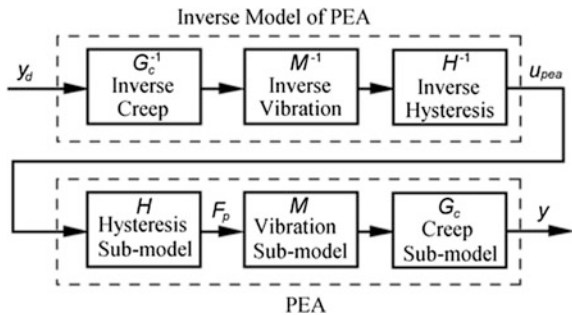 Inverse Model of PEA
y_d
G_c^-1
Inverse
Creep
M^-1
Inverse
Vibration
H^-1
Inverse
Hysteresis
u_pea
H
Hysteresis
Sub-model
F_p
M
Vibration
Sub-model
G_c
Creep
Sub-model
y
PEA